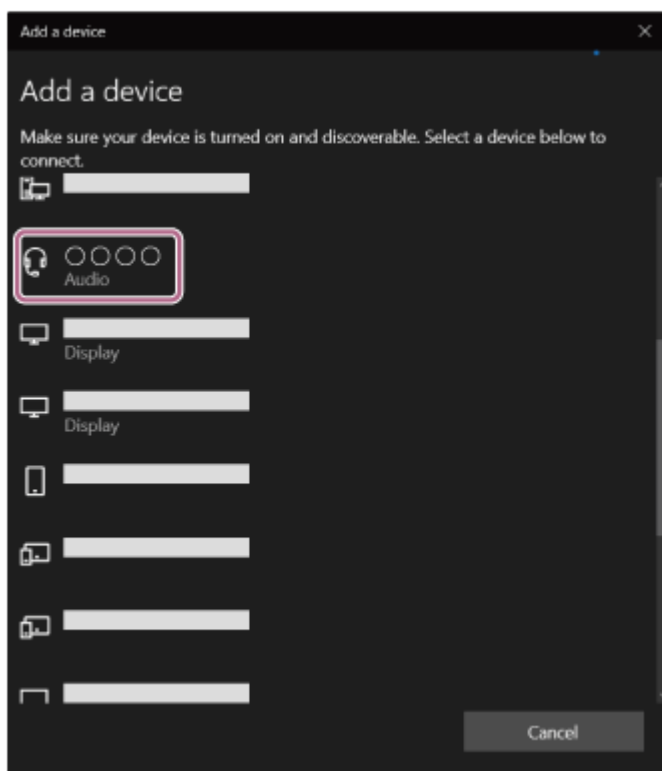 Add a device
Add a device
Make sure your device is turned on and discoverable. Select a device below to
connect.
○○○○
Audio
Display
Display
Cancel